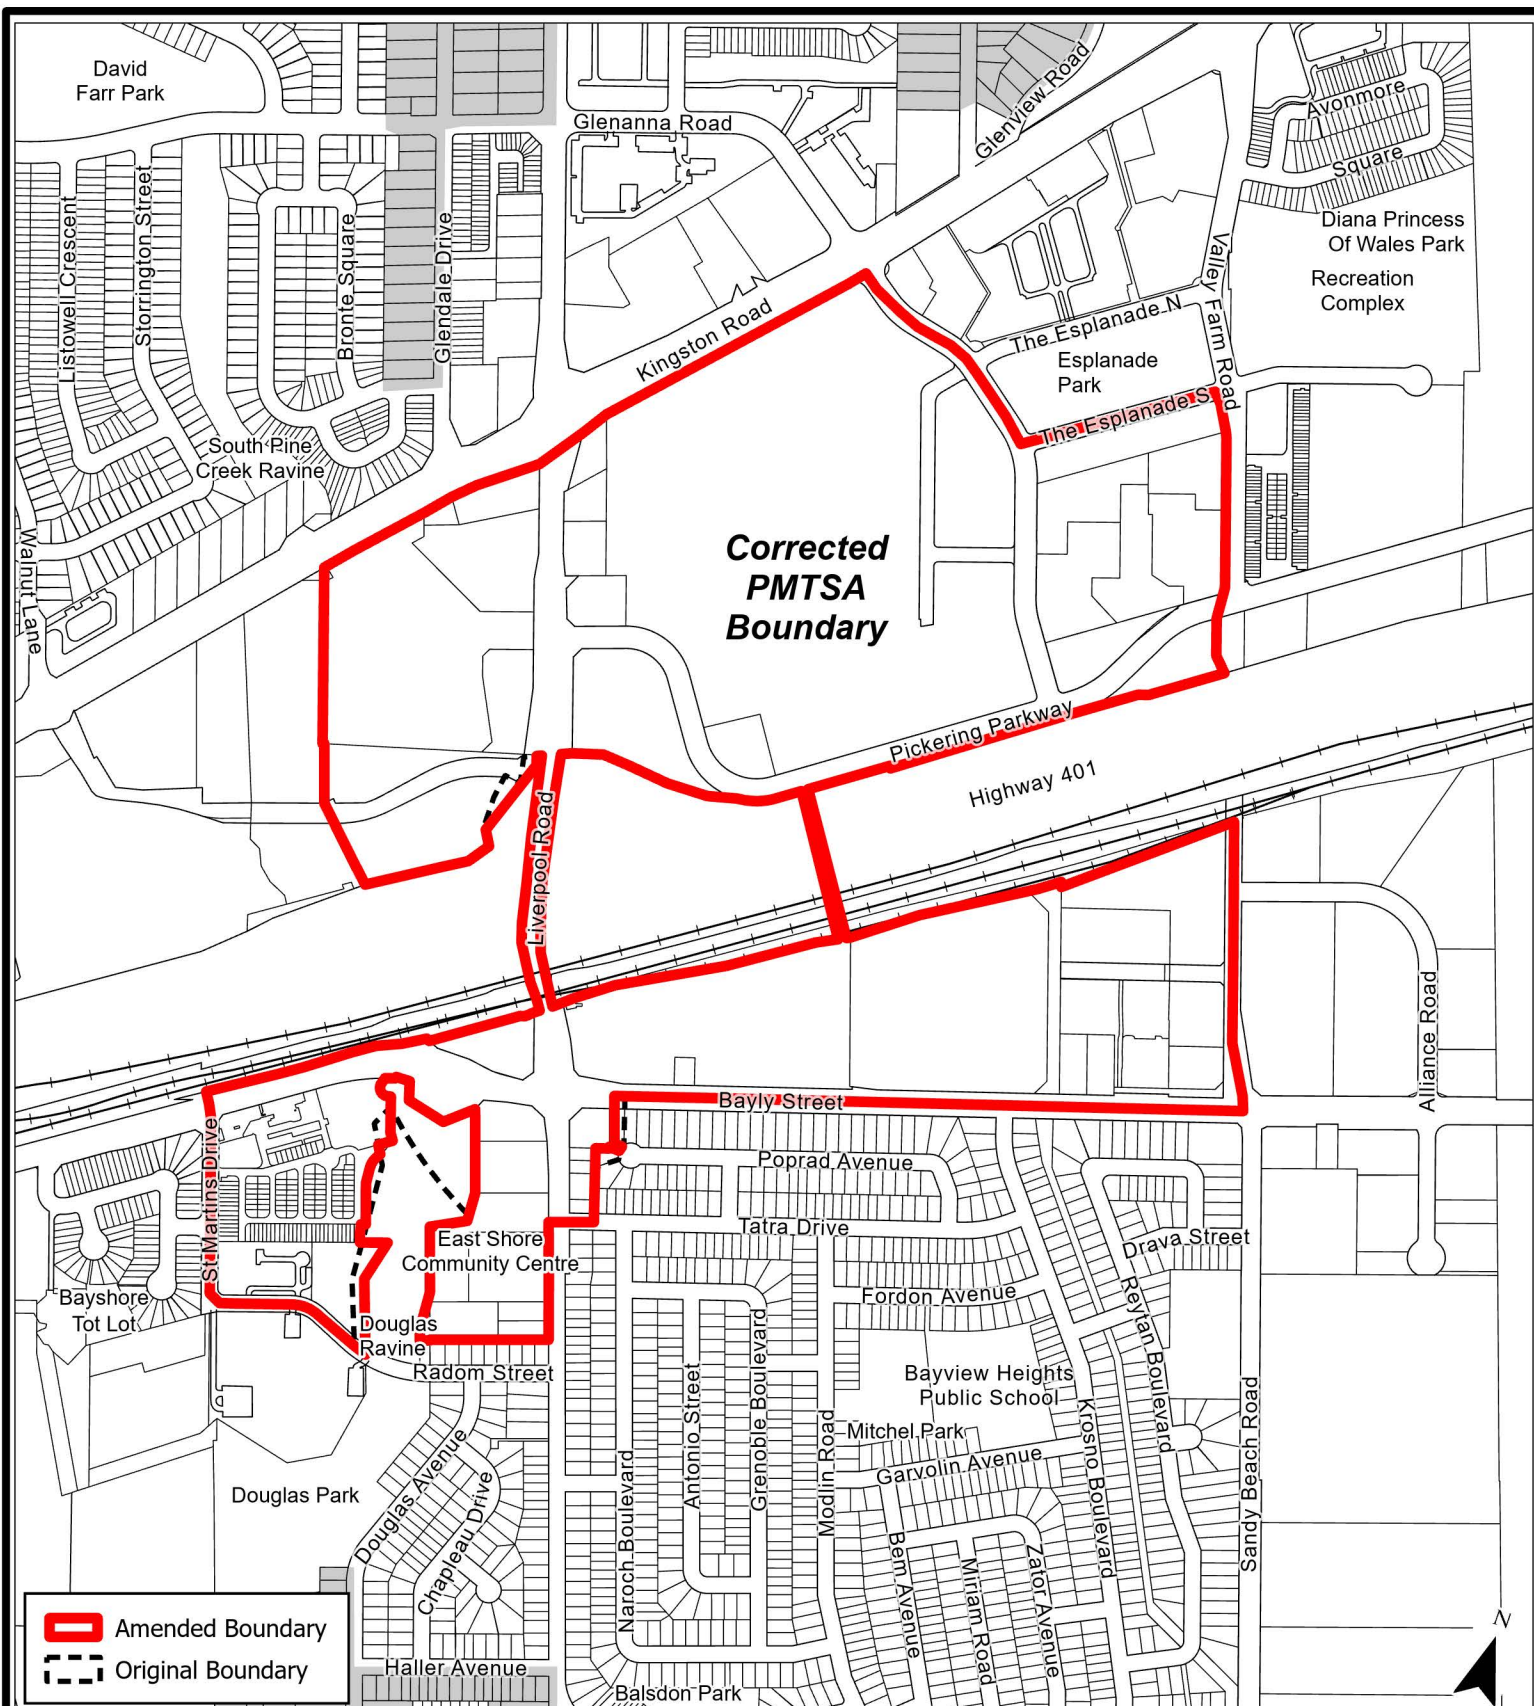 David
Farr Park
Glenanna Road
Glenview Road
Avonmore
Square
Listowell Crescent
Storrington Street
Bronte Square
Glendale Drive
Diana Princess
Of Wales Park
Recreation
Complex
Valley Farm Road
Kingston Road
The Esplanade N
Esplanade
Park
The Esplanade S
South Pine
Creek Ravine
Walnut Lane
Corrected
PMTSA
Boundary
Pickering Parkway
Highway 401
Liverpool Road
Alliance Road
Bayly Street
St Martins Drive
Poprad Avenue
Tatra Drive
Drava Street
East Shore
Community Centre
Fordon Avenue
Reytan Boulevard
Bayshore
Tot Lot
Douglas
Ravine
Radom Street
Bayview Heights
Public School
Antonio Street
Grenoble Boulevard
Modlin Road
Mitchel Park
Garvolin Avenue
Krosno Boulevard
Sandy Beach Road
Naroch Boulevard
Douglas Park
Douglas Avenue
Chapleau Drive
Bem Avenue
Miriam Road
Zator Avenue
Amended Boundary
Original Boundary
Haller Avenue
Balsdon Park
N